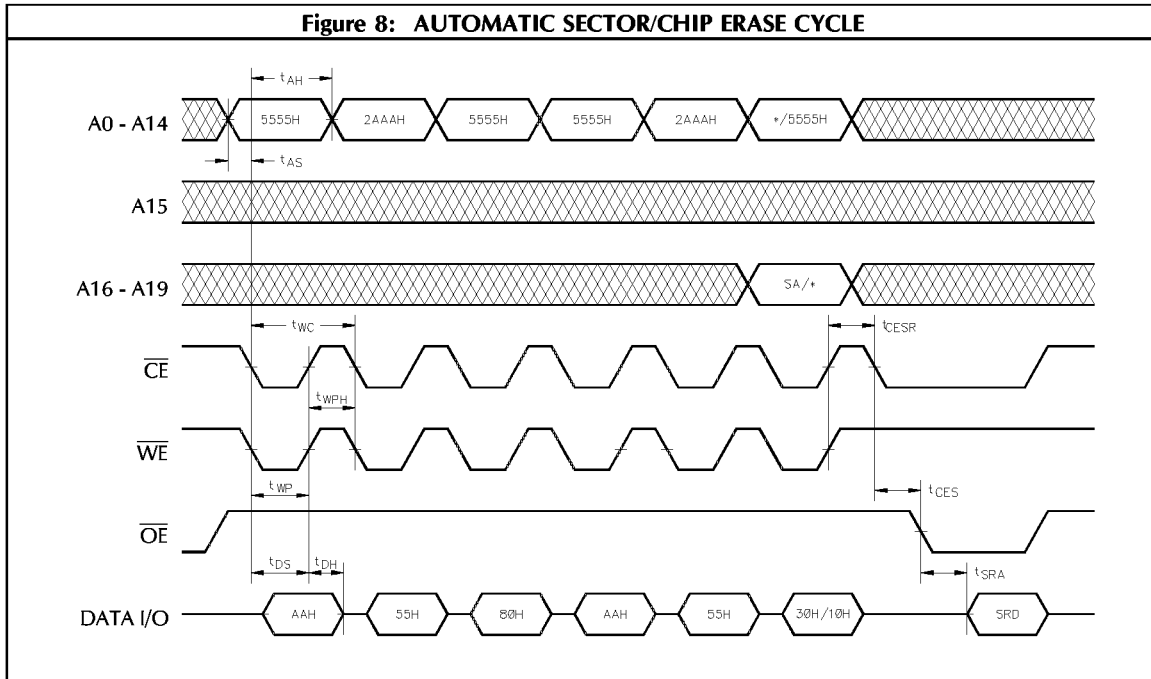 Figure 8: AUTOMATIC SECTOR/CHIP ERASE CYCLE
tAH
A0 - A14 5555H 2AAAH 5555H 5555H 2AAAH */5555H
tAS
A15
A16 - A19 SA/*
tWC tCESR
CE
tWPH
WE
tWP tCES
OE
tDS tDH tSRA
DATA I/O AAH 55H 80H AAH 55H 30H/10H SRD